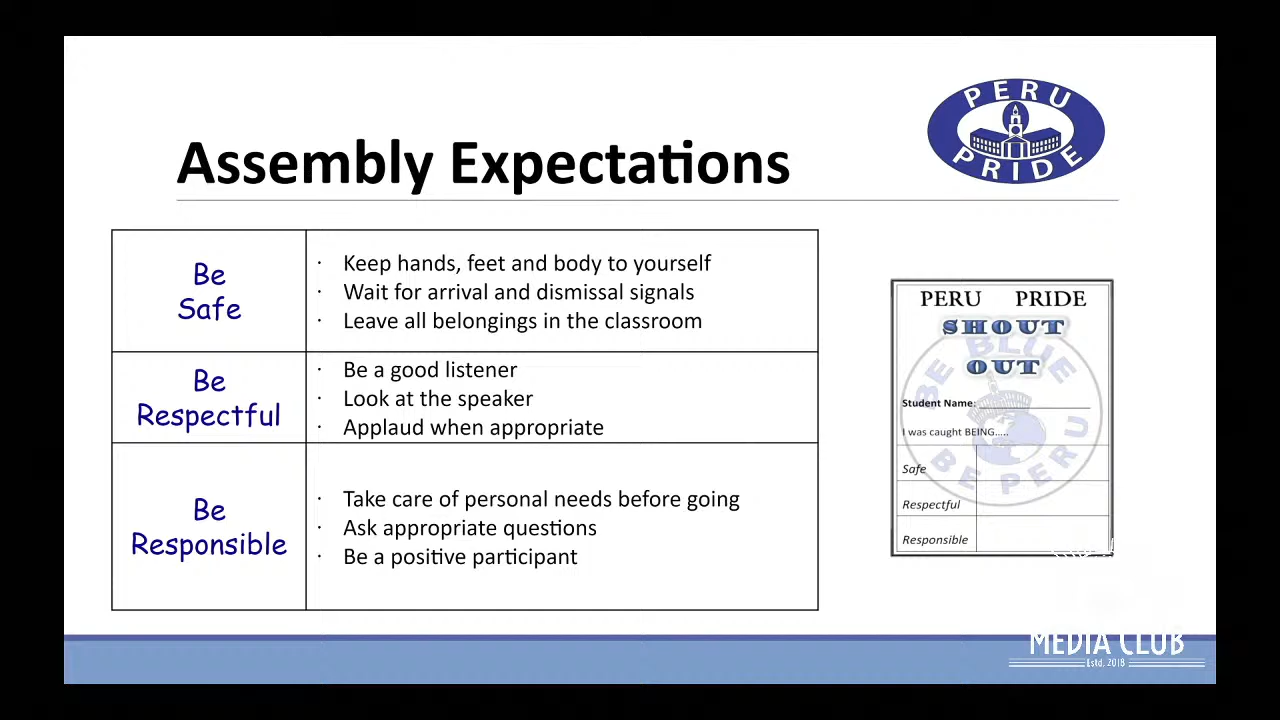 PERU
PRIDE
Assembly Expectations
Be
Safe
· Keep hands, feet and body to yourself
· Wait for arrival and dismissal signals
· Leave all belongings in the classroom
Be
Respectful
· Be a good listener
· Look at the speaker
· Applaud when appropriate
Be
Responsible
· Take care of personal needs before going
· Ask appropriate questions
· Be a positive participant
PERU PRIDE
SHOUT
OUT
BE BLUE
BE PERU
Student Name:
I was caught BEING.....
Safe
Respectful
Responsible
MEDIA CLUB
Estd. 2018